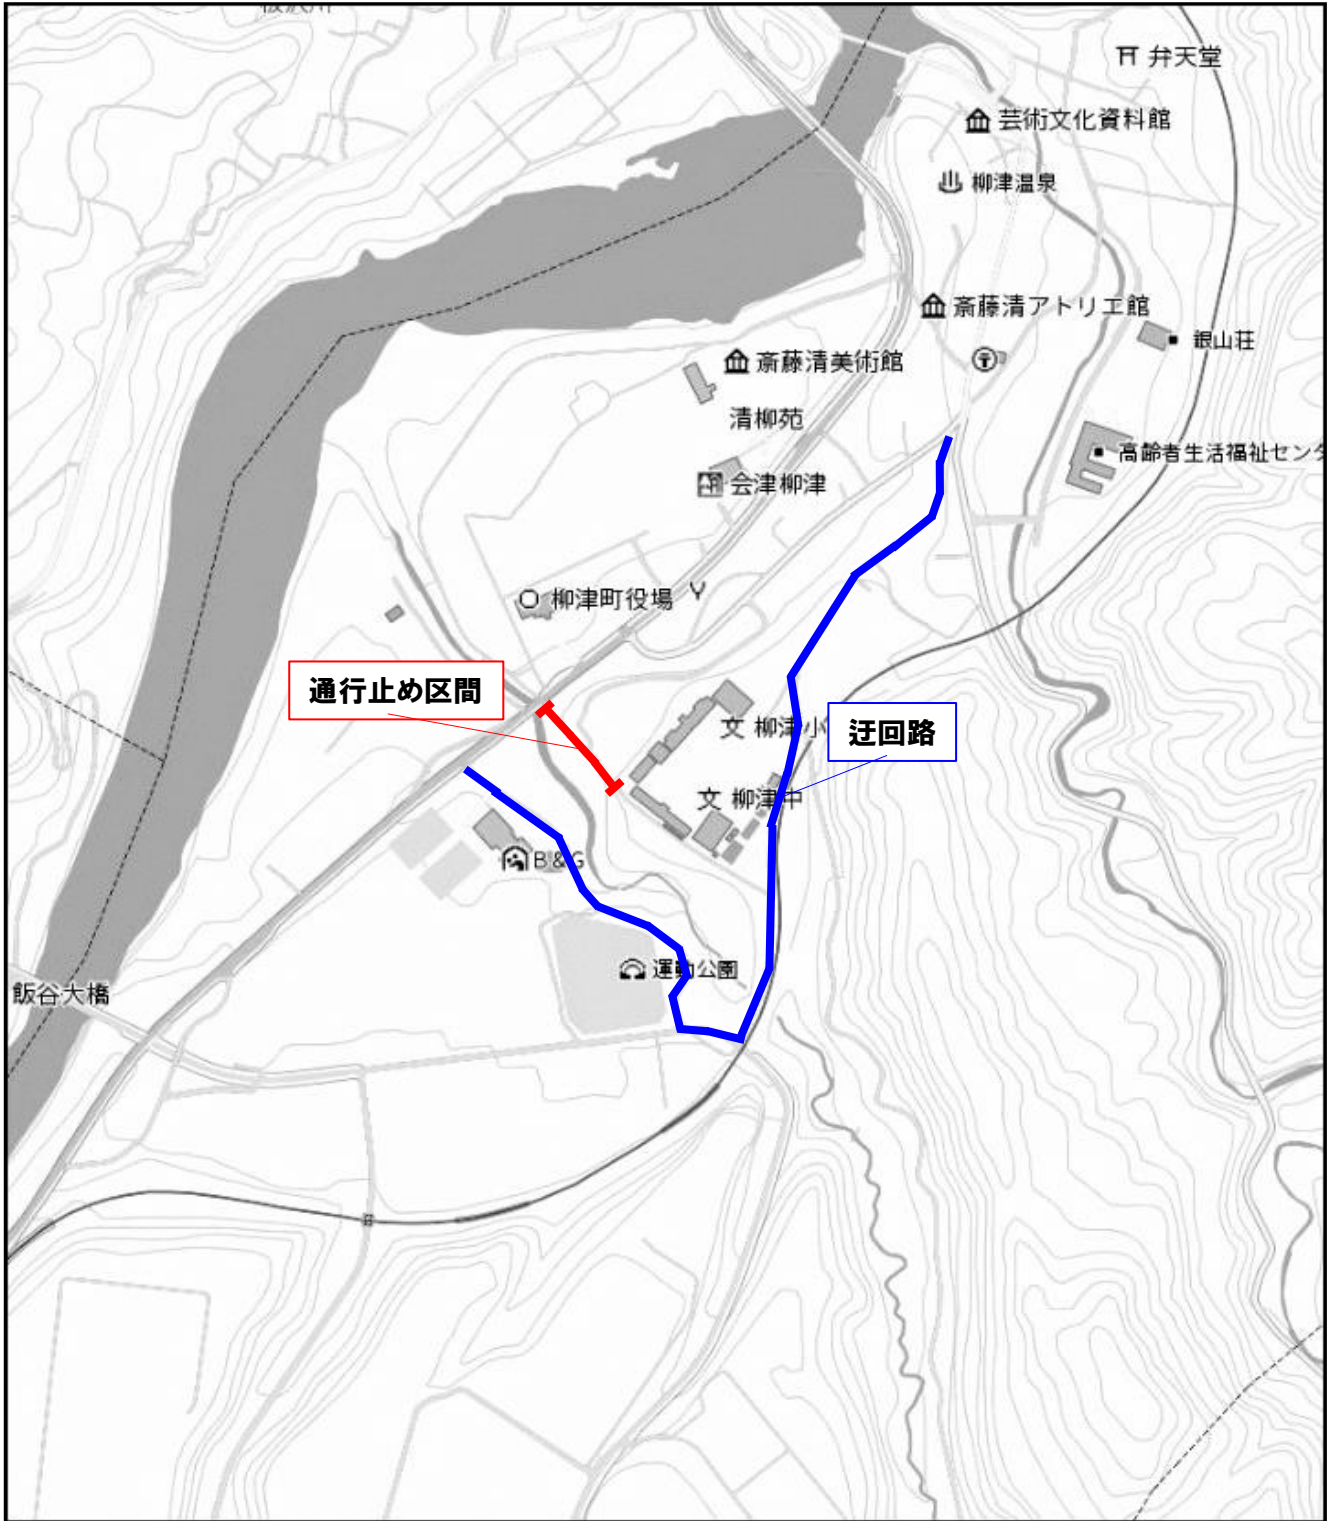 弁天堂
芸術文化資料館
柳津温泉
斎藤清アトリエ館
銀山荘
斎藤清美術館
清柳苑
高齢者生活福祉センタ
会津柳津
柳津町役場
通行止め区間
文 柳津小
迂回路
文 柳津中
B&G
運動公園
飯谷大橋